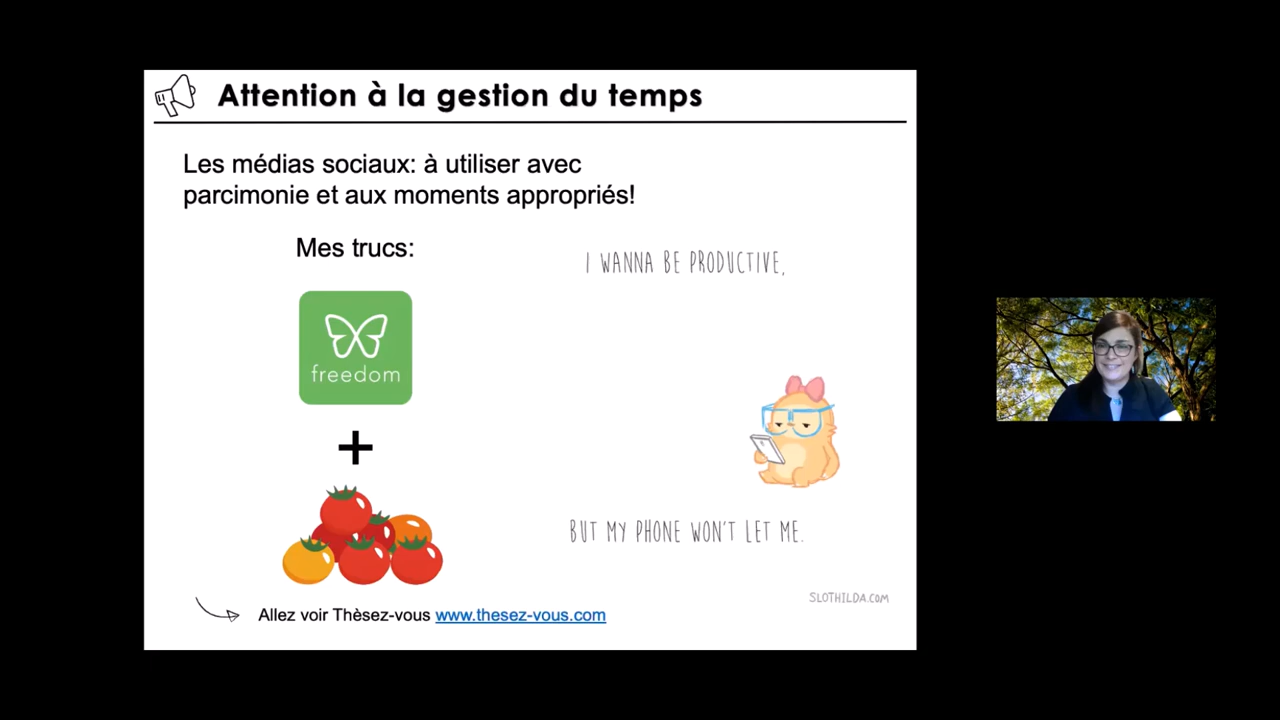 Attention à la gestion du temps
Les médias sociaux: à utiliser avec
parcimonie et aux moments appropriés!
Mes trucs:
freedom
+
I WANNA BE PRODUCTIVE,
BUT MY PHONE WON'T LET ME.
SLOTHILDA.COM
Allez voir Thèsez-vous www.thesez-vous.com